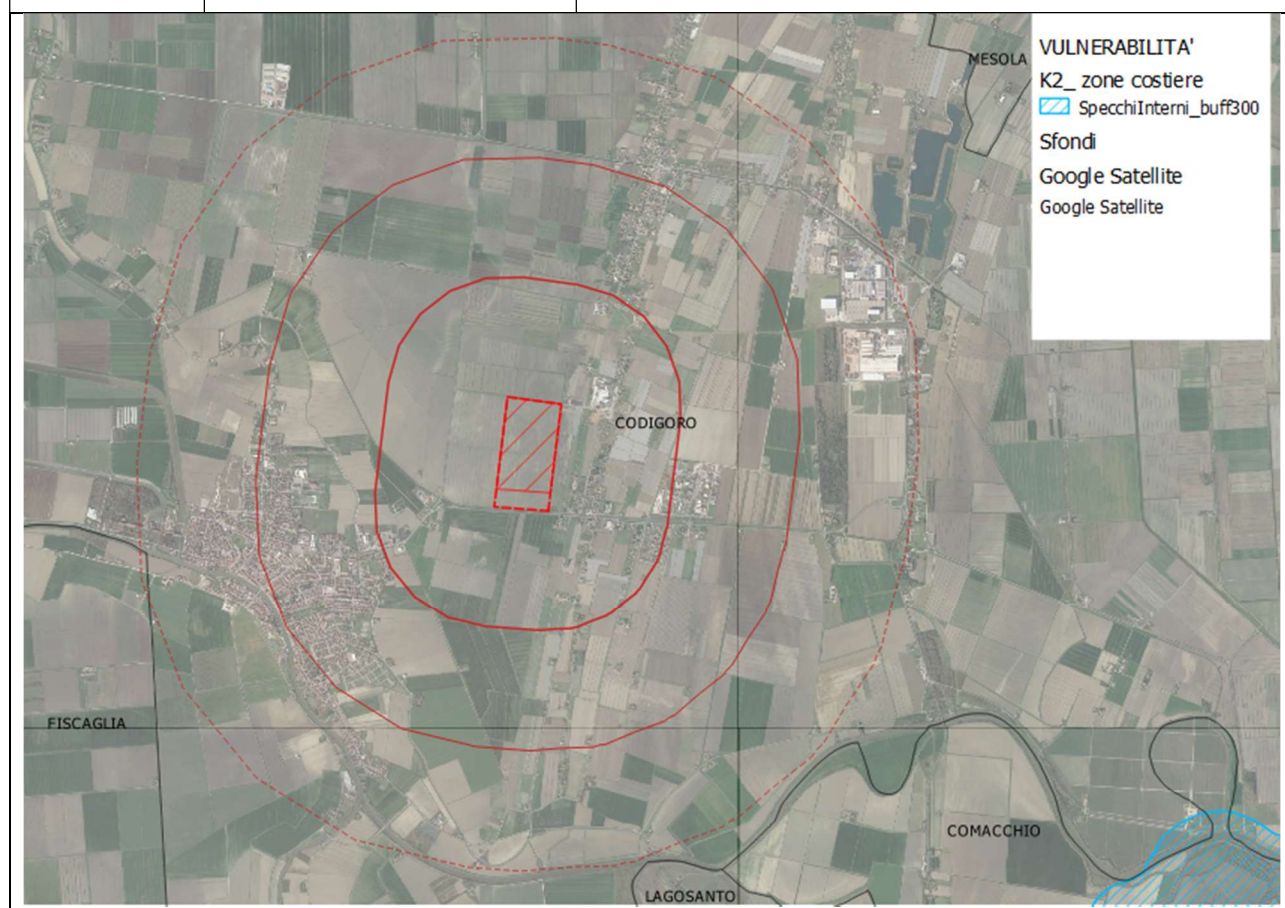 MESOLA
VULNERABILITA'
K2_ zone costiere
SpecchiInterni_buff300
Sfondi
Google Satellite
Google Satellite
CODIGORO
FISCAGLIA
COMACCHIO
LAGOSANTO